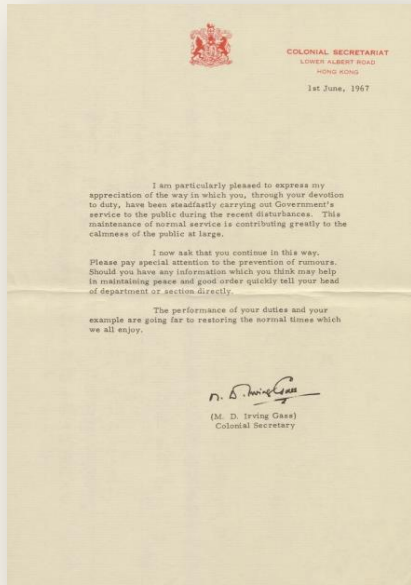 COLONIAL SECRETARIAT
LOWER ALBERT ROAD
HONG KONG
1st June, 1967
I am particularly pleased to express my
appreciation of the way in which you, through your devotion
to duty, have been steadfastly carrying out Government's
service to the public during the recent disturbances. This
maintenance of normal service is contributing greatly to the
calmness of the public at large.
I now ask that you continue in this way.
Please pay special attention to the prevention of rumours.
Should you have any information which you think may help
in maintaining peace and good order quickly tell your head
of department or section directly.
The performance of your duties and your
example are going far to restoring the normal times which
we all enjoy.
M. D. Irving Gass
(M. D. Irving Gass)
Colonial Secretary